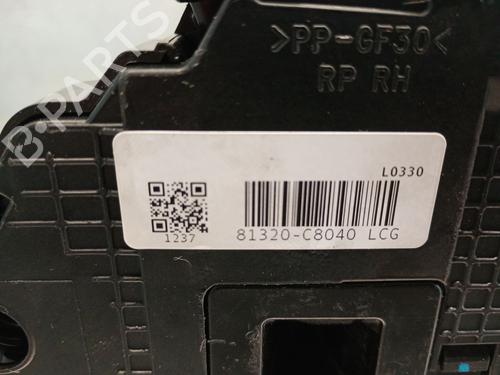 >PP-GF30<
RP RH
B-PARTS
L0330
1237
81320-C8040 LCG